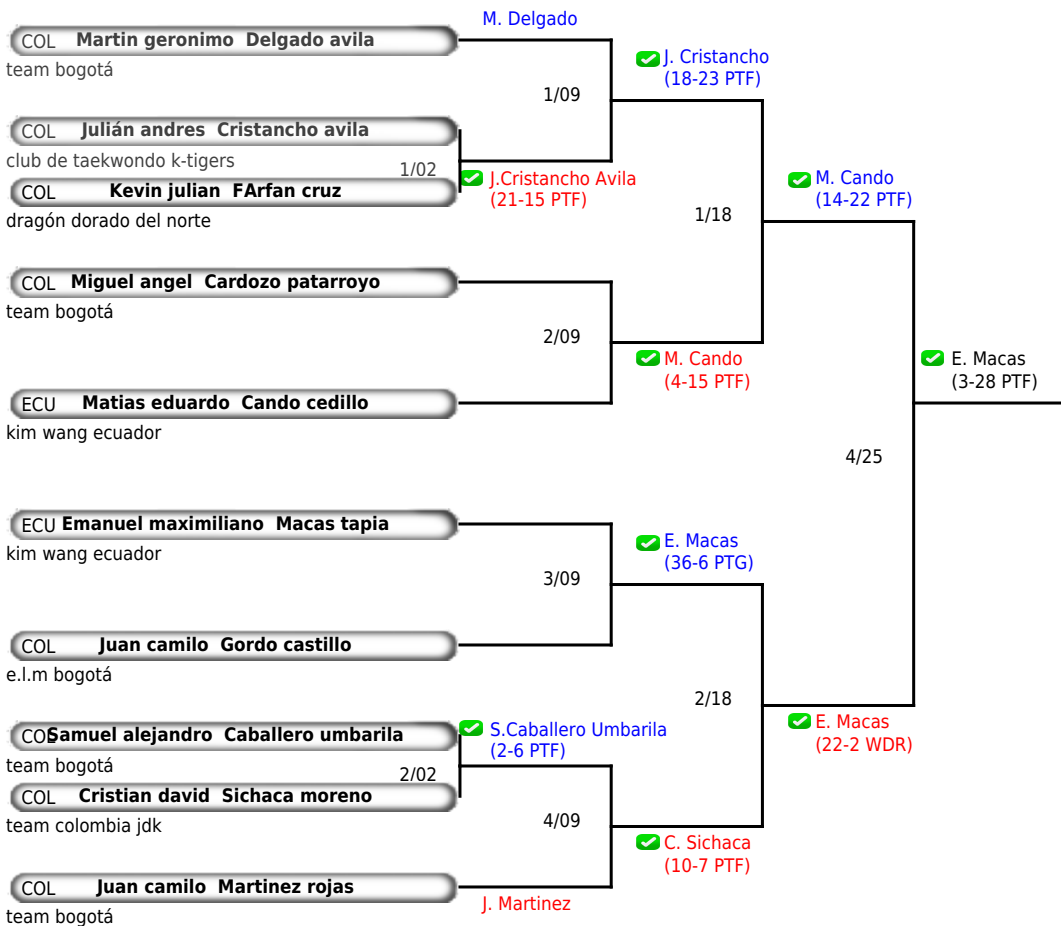 M. Delgado
COL Martin geronimo Delgado avila
team bogotá
J. Cristancho
(18-23 PTF)
1/09
COL Julián andres Cristancho avila
club de taekwondo k-tigers
1/02
COL Kevin julian FArfan cruz
dragón dorado del norte
J.Cristancho Avila
(21-15 PTF)
M. Cando
(14-22 PTF)
1/18
COL Miguel angel Cardozo patarroyo
team bogotá
2/09
M. Cando
(4-15 PTF)
E. Macas
(3-28 PTF)
ECU Matias eduardo Cando cedillo
kim wang ecuador
4/25
ECU Emanuel maximiliano Macas tapia
kim wang ecuador
E. Macas
(36-6 PTG)
3/09
COL Juan camilo Gordo castillo
e.l.m bogotá
2/18
COL Samuel alejandro Caballero umbarila
team bogotá
S.Caballero Umbarila
(2-6 PTF)
E. Macas
(22-2 WDR)
2/02
COL Cristian david Sichaca moreno
team colombia jdk
4/09
C. Sichaca
(10-7 PTF)
COL Juan camilo Martinez rojas
team bogotá
J. Martinez